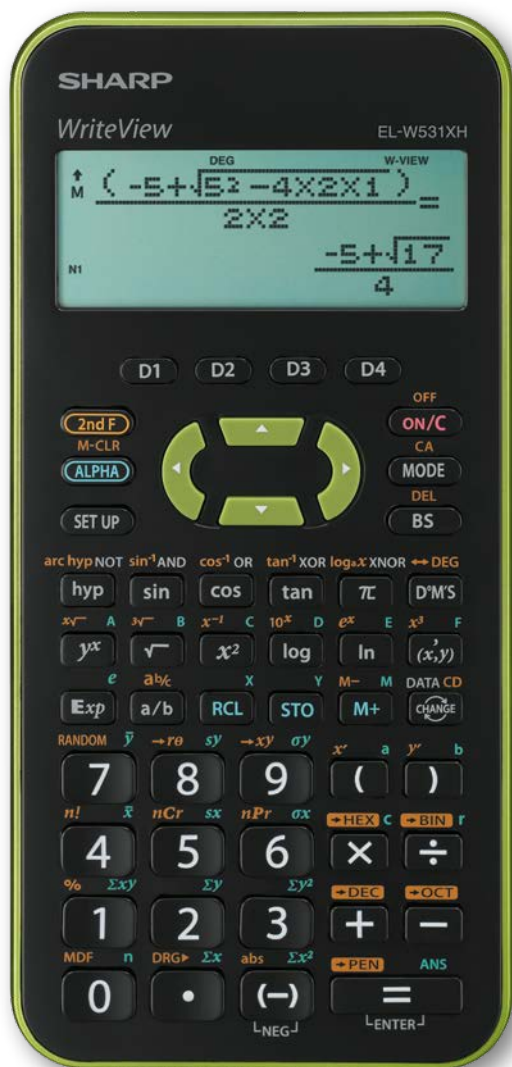 SHARP
WriteView EL-W531XH
DEG W-VIEW
M (-5+√5²-4×2×1)=
2×2
N1 -5+√17
4
D1 D2 D3 D4
OFF
2nd F ON/C
M-CLR CA
ALPHA MODE
DEL
SET UP BS
arc hyp NOT sin⁻¹ AND cos⁻¹ OR tan⁻¹ XOR logₐx XNOR ↔DEG
hyp sin cos tan π D°M'S
ˣ√ A ³√ B x⁻¹ C 10ˣ D eˣ E x³ F
yˣ √ x² log ln (x,y)
e ab/c X Y M− M DATA CD
Exp a/b RCL STO M+ CHANGE
RANDOM ȳ →rθ sy →xy σy x' a y' b
7 8 9 ( )
n! x̄ nCr sx nPr σx →HEX c →BIN r
4 5 6 × ÷
% Σxy Σy Σy² →DEC →OCT
1 2 3 + −
MDF n DRG► Σx abs Σx² →PEN ANS
0 • (−) =
NEG ENTER